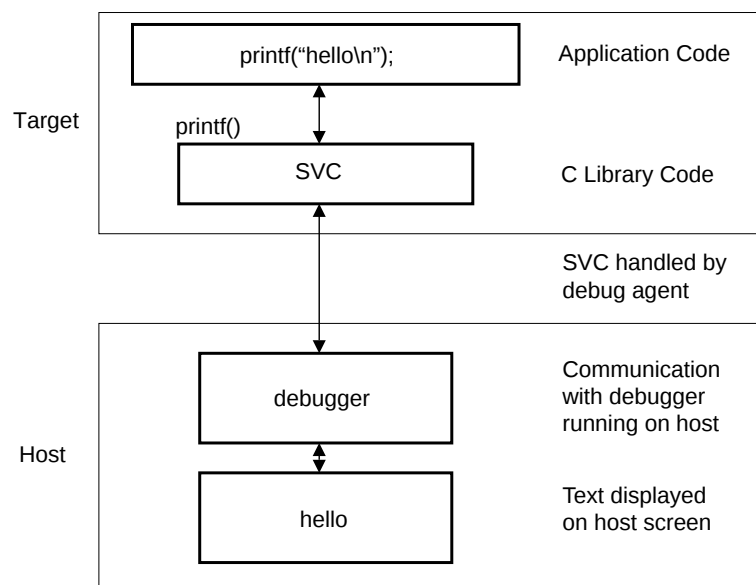 printf(“hello\n”);
Application Code
Target
printf()
SVC
C Library Code
SVC handled by
debug agent
debugger
Communication
with debugger
running on host
Host
hello
Text displayed
on host screen